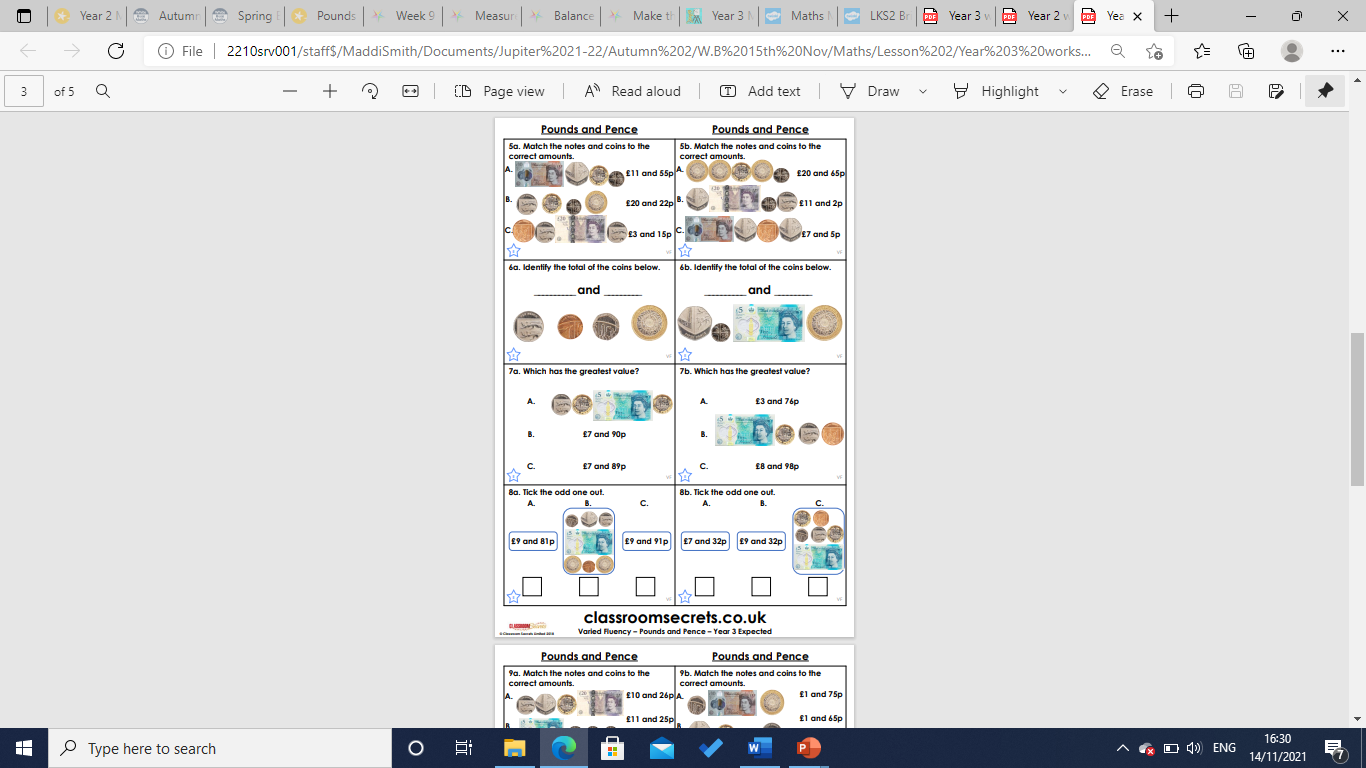 Year 2 M
Autumn
Spring B
Pounds
Week 9
Measur
Balance
Make th
Year 3 M
Maths M
LKS2 Br
Year 3 w
Year 2 w
Yea
File
2210srv001/staff$/MaddiSmith/Documents/Jupiter%2021-22/Autumn%202/W.B%2015th%20Nov/Maths/Lesson%202/Year%203%20works...
3 of 5
Page view
Read aloud
Add text
Draw
Highlight
Erase
Pounds and Pence
Pounds and Pence
5a. Match the notes and coins to the
correct amounts.
A.
£11 and 55p
B.
£20 and 22p
C.
£3 and 15p
5b. Match the notes and coins to the
correct amounts.
A.
£20 and 65p
B.
£11 and 2p
C.
£7 and 5p
6a. Identify the total of the coins below.
________ and ________
6b. Identify the total of the coins below.
________ and ________
7a. Which has the greatest value?
A.
B. £7 and 90p
C. £7 and 89p
7b. Which has the greatest value?
A. £3 and 76p
B.
C. £8 and 98p
8a. Tick the odd one out.
A. B. C.
£9 and 81p
£9 and 91p
8b. Tick the odd one out.
A. B. C.
£7 and 32p
£9 and 32p
classroomsecrets.co.uk
© Classroom Secrets Limited 2018
Varied Fluency – Pounds and Pence – Year 3 Expected
Pounds and Pence
Pounds and Pence
9a. Match the notes and coins to the
correct amounts.
A.
£10 and 26p
£11 and 25p
9b. Match the notes and coins to the
correct amounts.
A.
£1 and 75p
£1 and 65p
Type here to search
ENG
16:30
14/11/2021
7